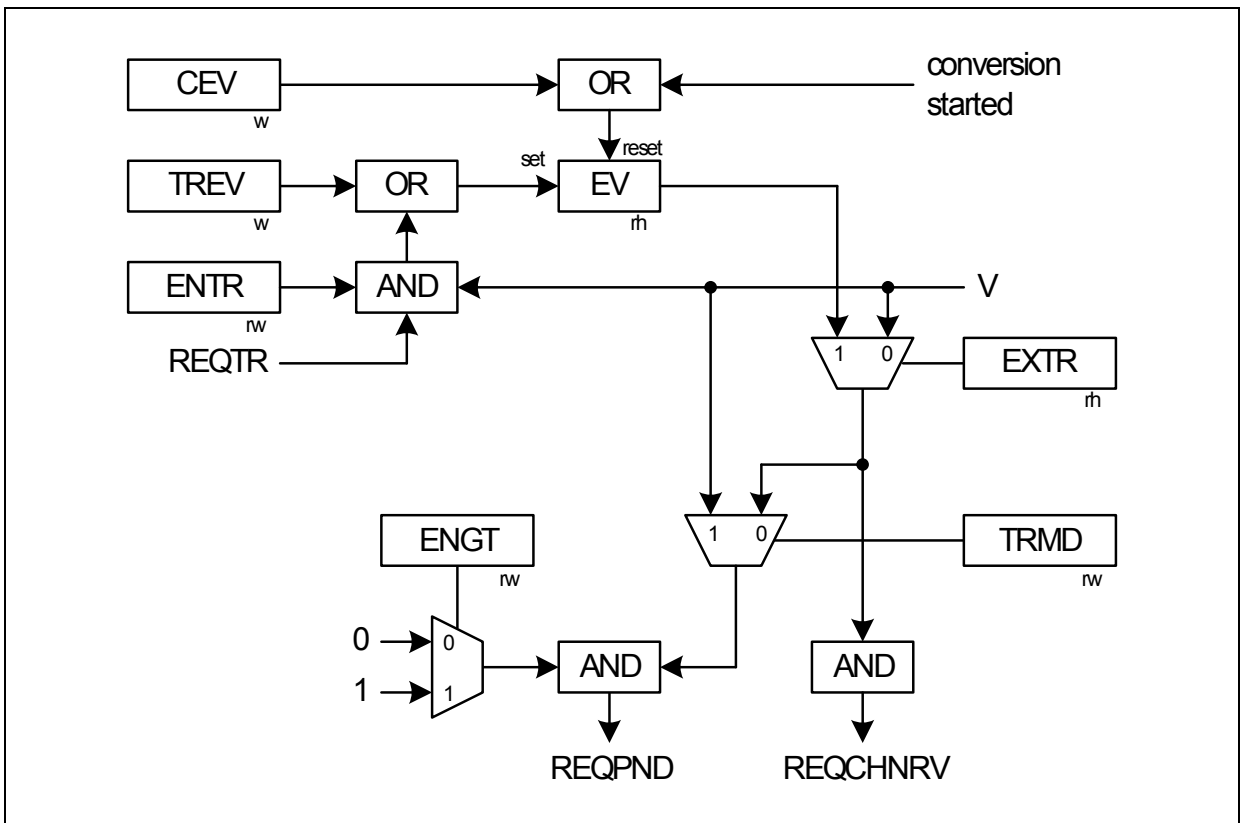 CEV
w
OR
conversion
started
TREV
w
OR
set
reset
EV
rh
ENTR
rw
AND
V
REQTR
1 0
EXTR
rh
ENGT
rw
1 0
TRMD
rw
0
0
1
1
AND
AND
REQPND
REQCHNRV